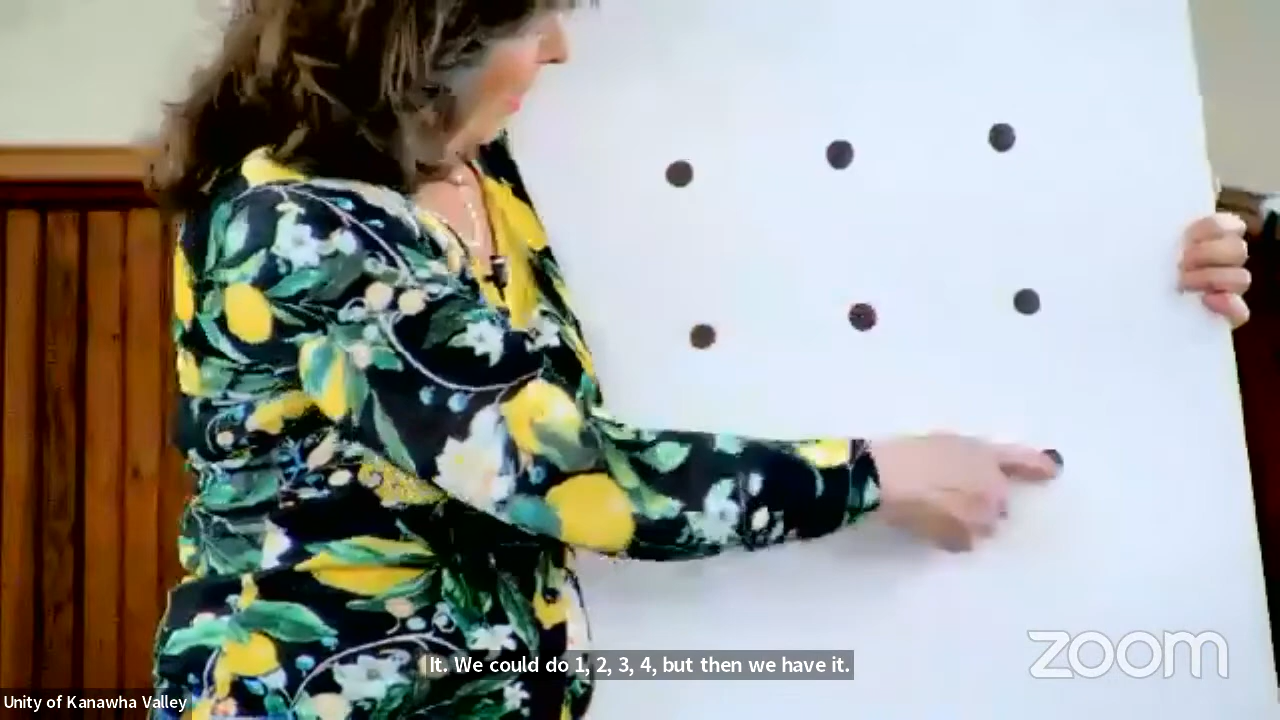 It. We could do 1, 2, 3, 4, but then we have it.
zoom
Unity of Kanawha Valley